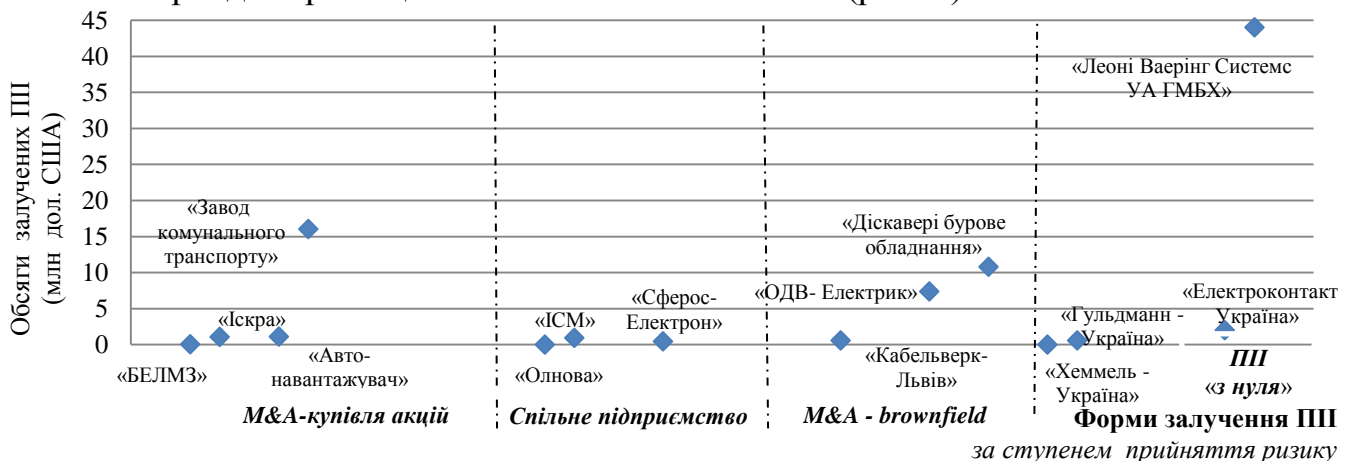 Обсяги залучених ПІІ
(млн дол. США)
45
40
35
30
25
20
15
10
5
0
«Завод
комунального
транспорту»
«Іскра»
«БЕЛМЗ»
«Авто-
навантажувач»
«ІСМ»
«Сферос-
Електрон»
«Олнова»
«Діскавері бурове
обладнання»
«ОДВ- Електрик»
«Кабельверк-
Львів»
«Леоні Ваерінг Системс
УА ГМБХ»
«Електроконтакт
Україна»
«Гульдманн -
Україна»
«Хеммель -
Україна»
ПІІ
«з нуля»
М&А-купівля акцій
Спільне підприємство
М&А - brownfield
Форми залучення ПІІ
за ступенем прийняття ризику